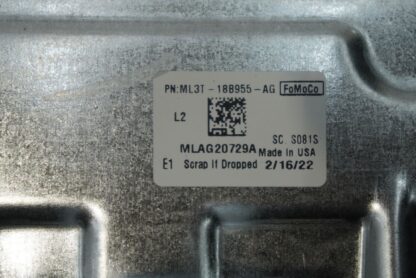 PN:ML3T-18B955-AG FoMoCo
L2
SC S081S
MLAG20729A Made in USA
E1 Scrap If Dropped 2/16/22